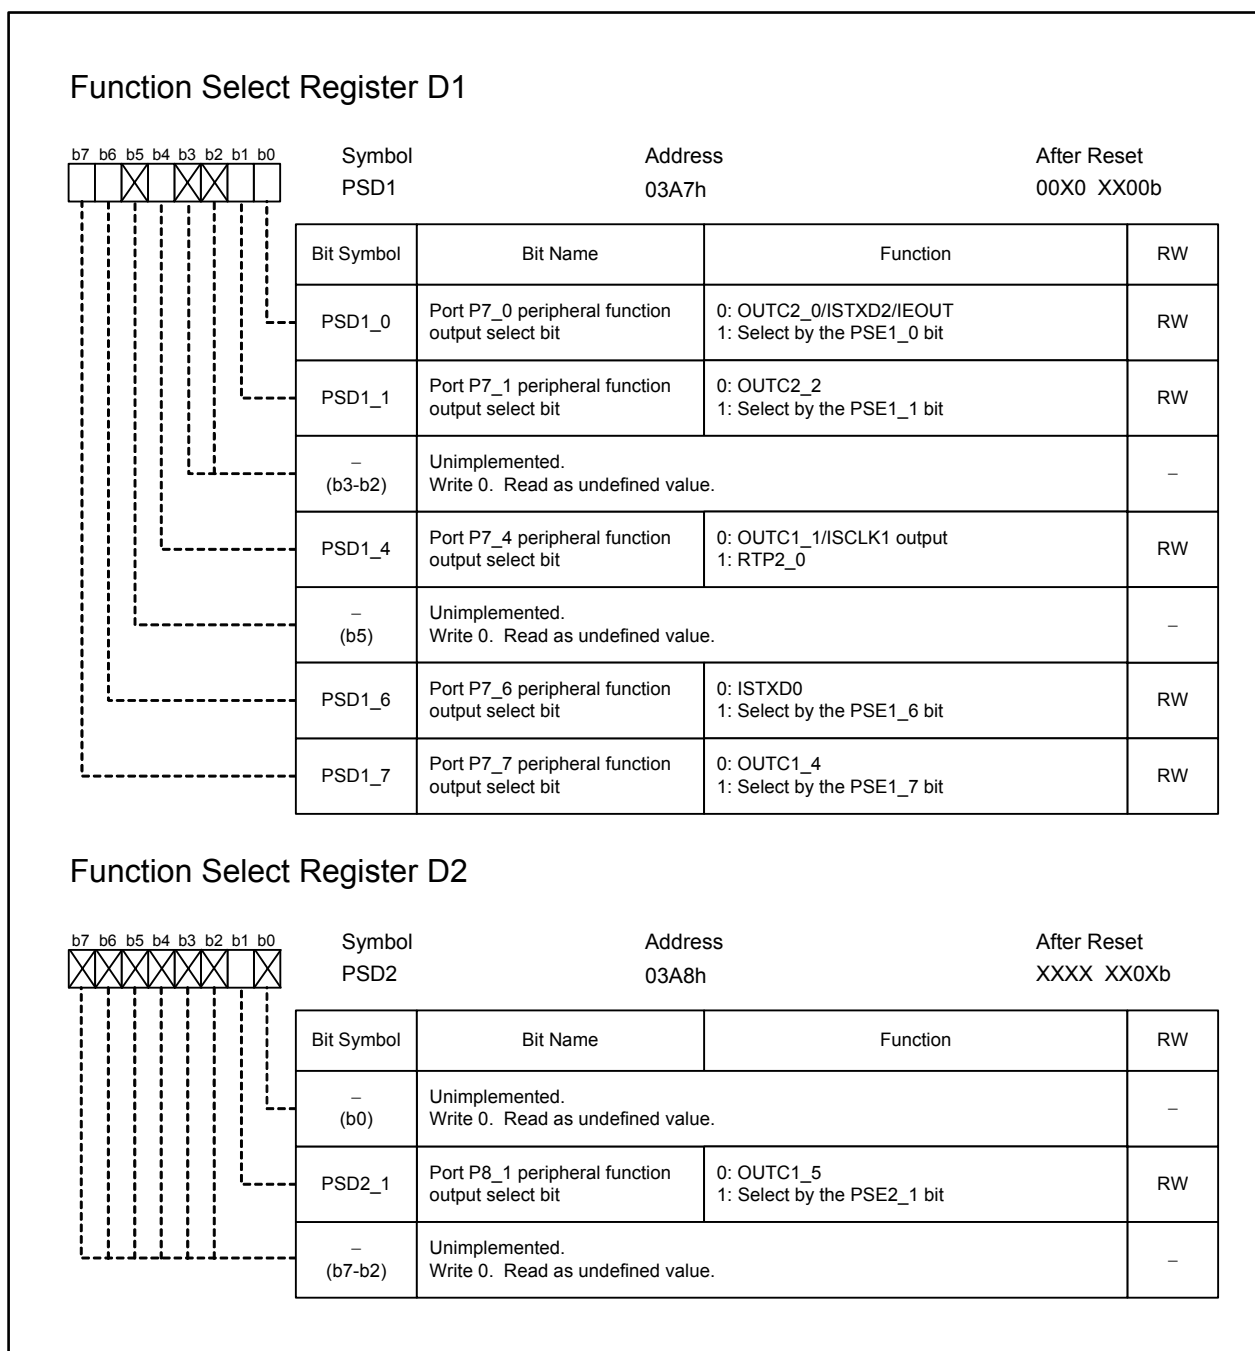 Function Select Register D1
b7 b6 b5 b4 b3 b2 b1 b0
Symbol Address After Reset
PSD1 03A7h 00X0 XX00b
Bit Symbol Bit Name Function RW
PSD1_0 Port P7_0 peripheral function output select bit 0: OUTC2_0/ISTXD2/IEOUT
1: Select by the PSE1_0 bit RW
PSD1_1 Port P7_1 peripheral function output select bit 0: OUTC2_2
1: Select by the PSE1_1 bit RW
–
(b3-b2) Unimplemented.
Write 0. Read as undefined value. –
PSD1_4 Port P7_4 peripheral function output select bit 0: OUTC1_1/ISCLK1 output
1: RTP2_0 RW
–
(b5) Unimplemented.
Write 0. Read as undefined value. –
PSD1_6 Port P7_6 peripheral function output select bit 0: ISTXD0
1: Select by the PSE1_6 bit RW
PSD1_7 Port P7_7 peripheral function output select bit 0: OUTC1_4
1: Select by the PSE1_7 bit RW
Function Select Register D2
b7 b6 b5 b4 b3 b2 b1 b0
Symbol Address After Reset
PSD2 03A8h XXXX XX0Xb
Bit Symbol Bit Name Function RW
–
(b0) Unimplemented.
Write 0. Read as undefined value. –
PSD2_1 Port P8_1 peripheral function output select bit 0: OUTC1_5
1: Select by the PSE2_1 bit RW
–
(b7-b2) Unimplemented.
Write 0. Read as undefined value. –